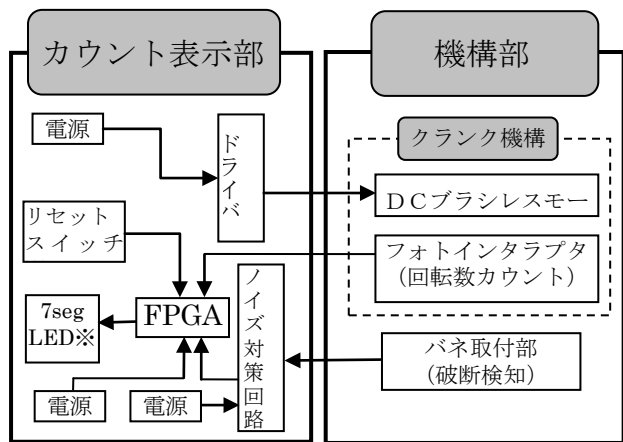 カウント表示部
機構部
電源
ドライバ
クランク機構
DCブラシレスモー
リセット
スイッチ
フォトインタラプタ
(回転数カウント)
7seg
LED※
FPGA
ノイズ対策回路
バネ取付部
(破断検知)
電源
電源